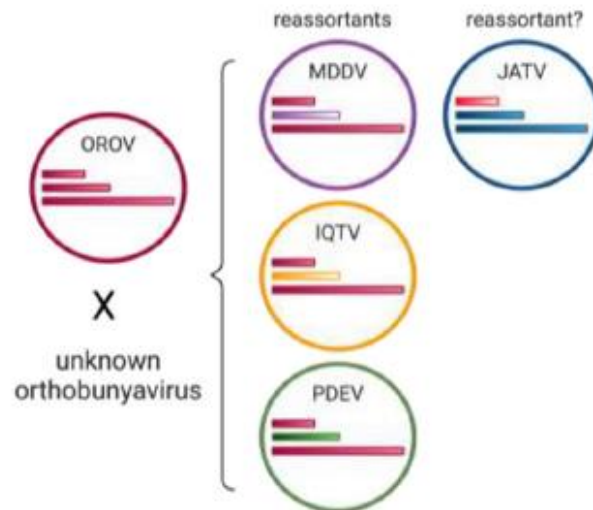 reassortants
reassortant?
MDDV
JATV
OROV
IQTV
X
unknown
orthobunyavirus
PDEV